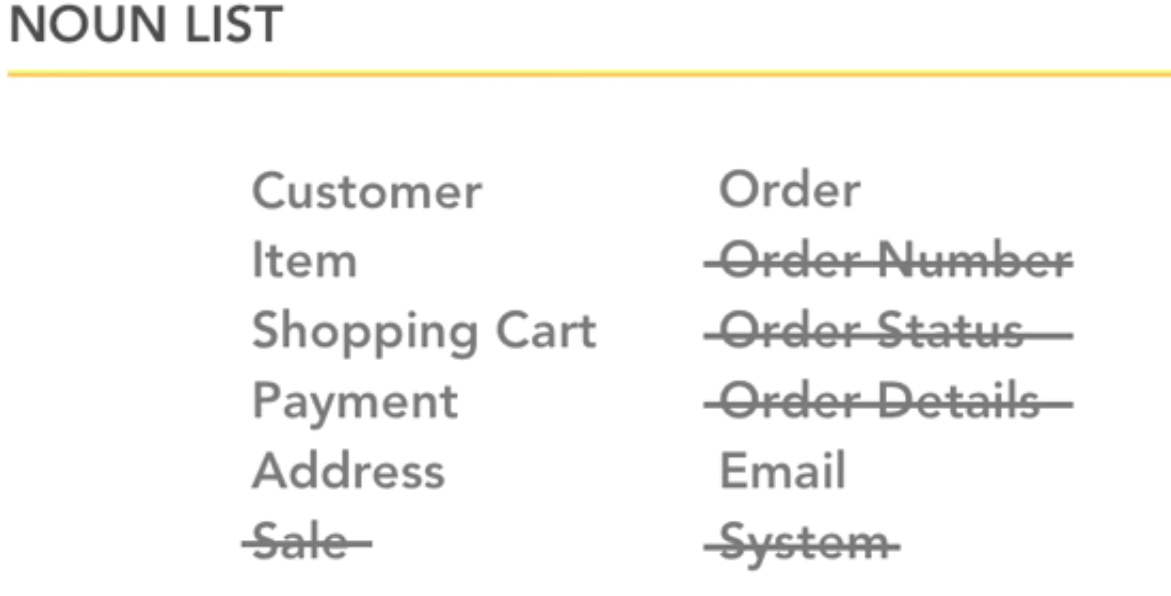 NOUN LIST
Customer
Item
Shopping Cart
Payment
Address
Sale
Order
Order Number
Order Status
Order Details
Email
System